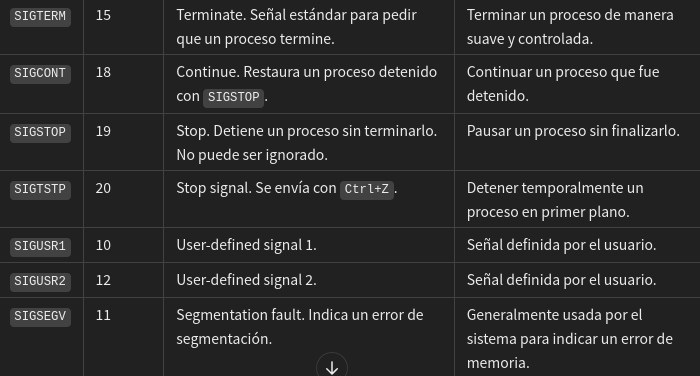 SIGTERM 15 Terminate. Señal estándar para pedir Terminar un proceso de manera
que un proceso termine. suave y controlada.
SIGCONT 18 Continue. Restaura un proceso detenido Continuar un proceso que fue
con SIGSTOP. detenido.
SIGSTOP 19 Stop. Detiene un proceso sin terminarlo. Pausar un proceso sin finalizarlo.
No puede ser ignorado.
SIGTSTP 20 Stop signal. Se envía con Ctrl+Z. Detener temporalmente un
proceso en primer plano.
SIGUSR1 10 User-defined signal 1. Señal definida por el usuario.
SIGUSR2 12 User-defined signal 2. Señal definida por el usuario.
SIGSEGV 11 Segmentation fault. Indica un error de Generalmente usada por el
segmentación. sistema para indicar un error de
memoria.